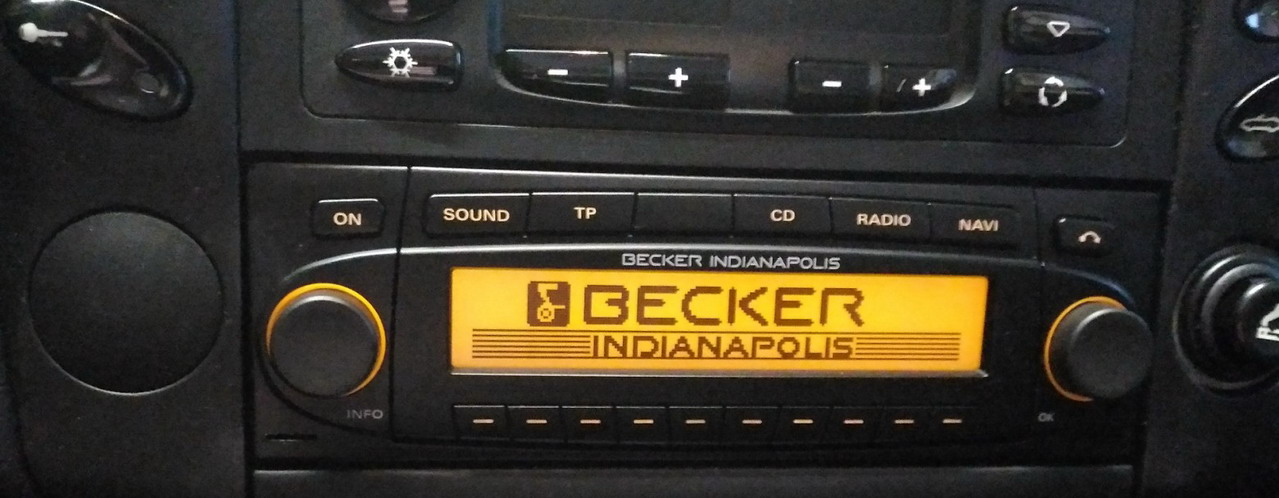 ON
SOUND TP CD RADIO NAVI
BECKER INDIANAPOLIS
BECKER
INDIANAPOLIS
INFO
OK